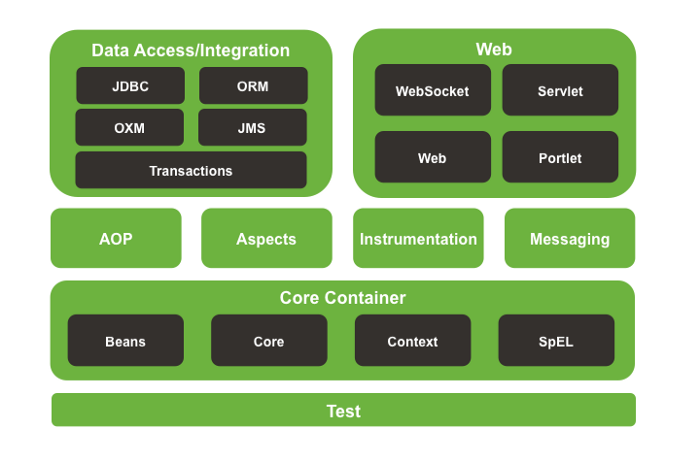 Data Access/Integration
JDBC
ORM
OXM
JMS
Transactions
Web
WebSocket
Servlet
Web
Portlet
AOP
Aspects
Instrumentation
Messaging
Core Container
Beans
Core
Context
SpEL
Test